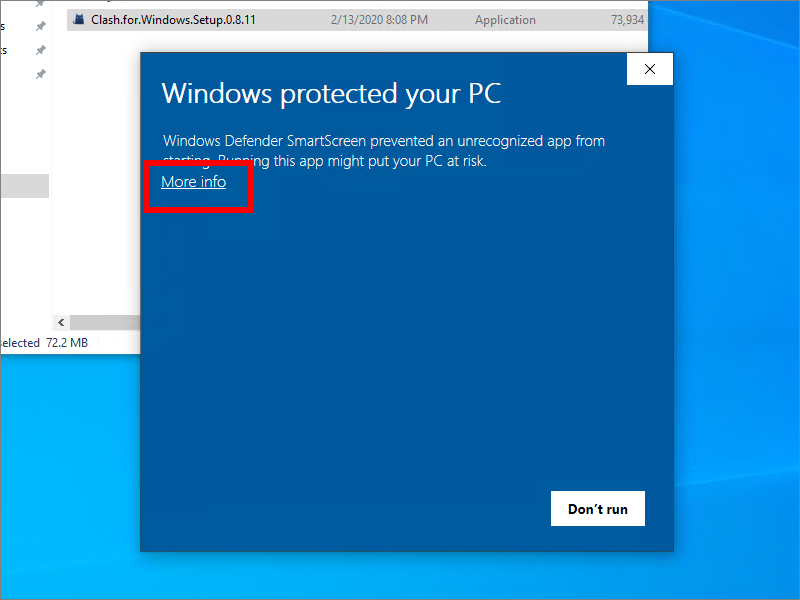 Clash.for.Windows.Setup.0.8.11 2/13/2020 8:08 PM Application 73,934
Windows protected your PC
Windows Defender SmartScreen prevented an unrecognized app from
starting. Running this app might put your PC at risk.
More info
selected 72.2 MB
Don't run